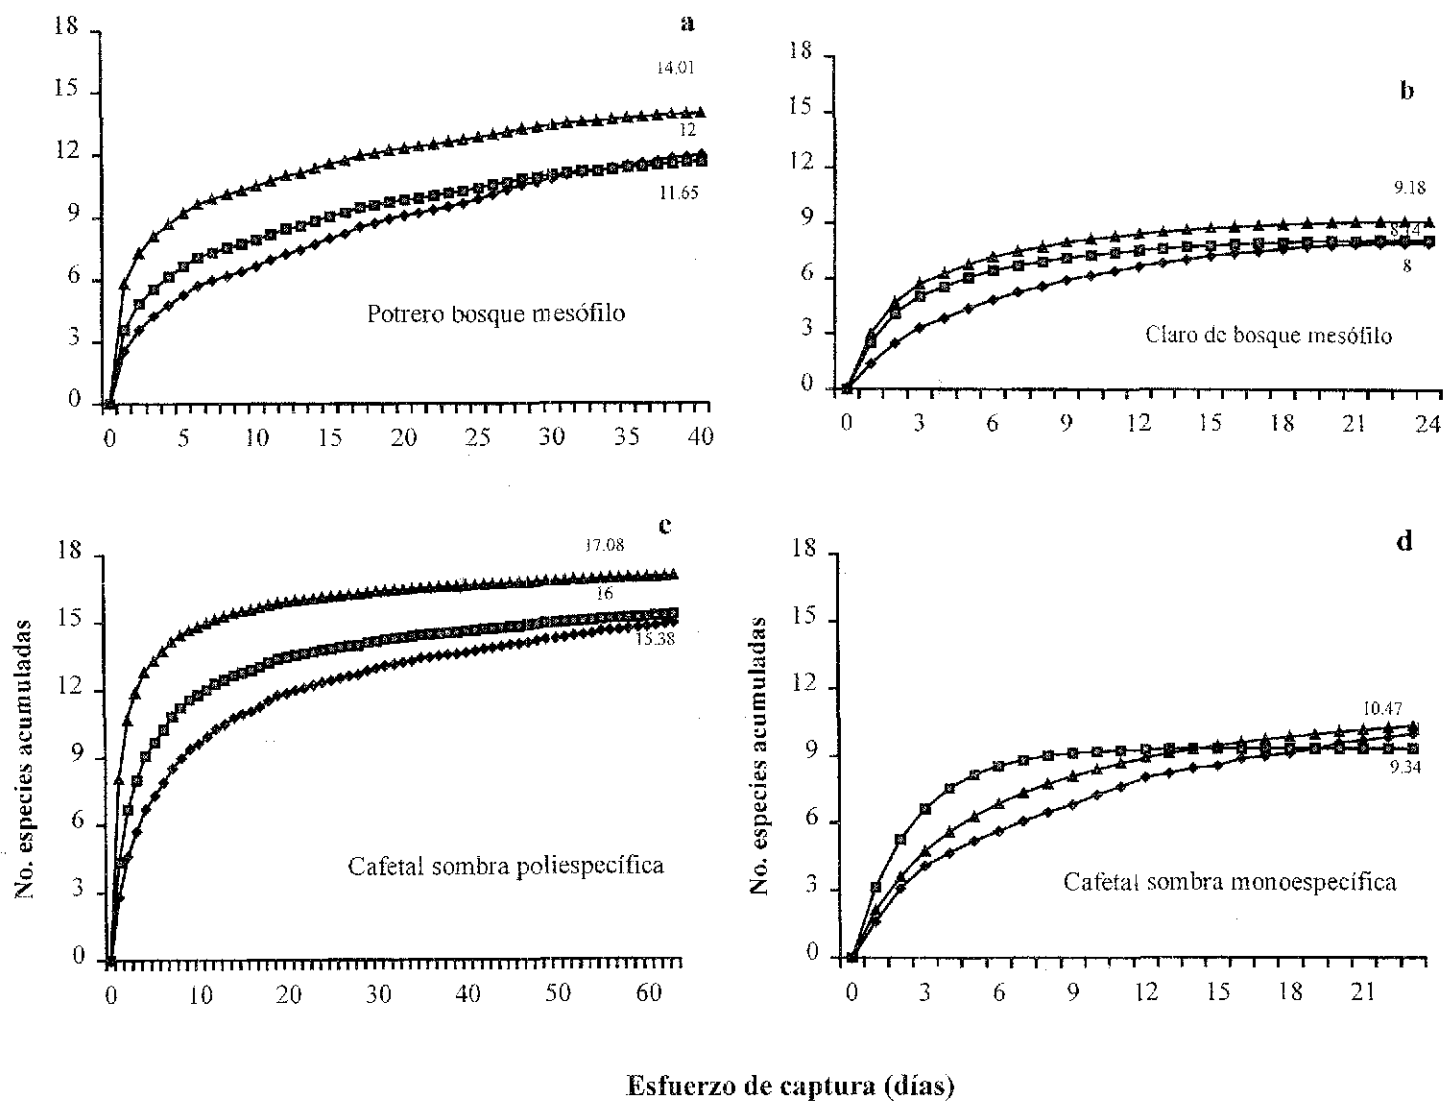 a
18
15
12
9
6
3
0
14.01
12
11.65
Potrero bosque mesófilo
0 5 10 15 20 25 30 35 40
b
18
15
12
9
6
3
0
9.18
8.14
8
Claro de bosque mesófilo
0 3 6 9 12 15 18 21 24
c
No. especies acumuladas
18
15
12
9
6
3
0
17.08
16
15.38
Cafetal sombra poliespecífica
0 10 20 30 40 50 60
d
No. especies acumuladas
18
15
12
9
6
3
0
10.47
9.34
Cafetal sombra monoespecífica
0 3 6 9 12 15 18 21
Esfuerzo de captura (días)